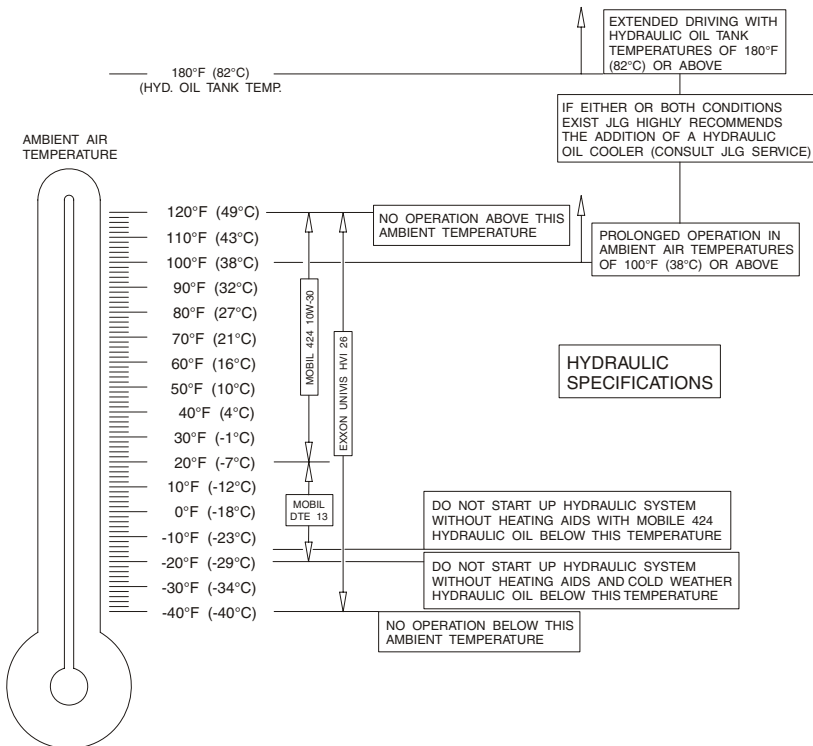 EXTENDED DRIVING WITH
HYDRAULIC OIL TANK
TEMPERATURES OF 180°F
(82°C) OR ABOVE
180°F (82°C)
(HYD. OIL TANK TEMP.
IF EITHER OR BOTH CONDITIONS
EXIST JLG HIGHLY RECOMMENDS
THE ADDITION OF A HYDRAULIC
OIL COOLER (CONSULT JLG SERVICE)
AMBIENT AIR
TEMPERATURE
120°F (49°C)
110°F (43°C)
100°F (38°C)
90°F (32°C)
80°F (27°C)
70°F (21°C)
60°F (16°C)
50°F (10°C)
40°F (4°C)
30°F (-1°C)
20°F (-7°C)
10°F (-12°C)
0°F (-18°C)
-10°F (-23°C)
-20°F (-29°C)
-30°F (-34°C)
-40°F (-40°C)
MOBIL 424 10W-30
EXXON UNIVIS HVI 26
MOBIL
DTE 13
NO OPERATION ABOVE THIS
AMBIENT TEMPERATURE
PROLONGED OPERATION IN
AMBIENT AIR TEMPERATURES
OF 100°F (38°C) OR ABOVE
HYDRAULIC
SPECIFICATIONS
DO NOT START UP HYDRAULIC SYSTEM
WITHOUT HEATING AIDS WITH MOBILE 424
HYDRAULIC OIL BELOW THIS TEMPERATURE
DO NOT START UP HYDRAULIC SYSTEM
WITHOUT HEATING AIDS AND COLD WEATHER
HYDRAULIC OIL BELOW THIS TEMPERATURE
NO OPERATION BELOW THIS
AMBIENT TEMPERATURE